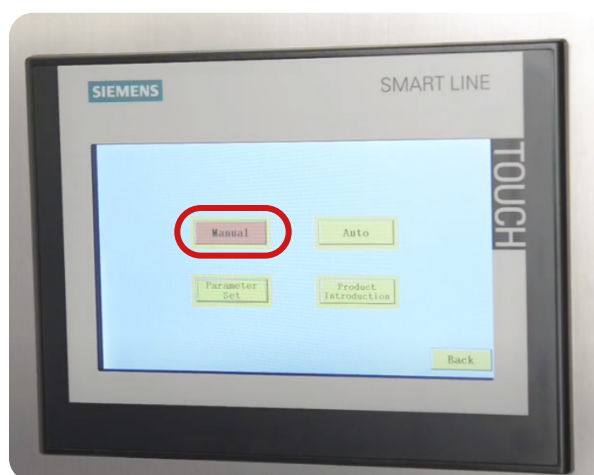 SIEMENS
SMART LINE
TOUCH
Manual
Auto
Parameter
Set
Product
Introduction
Back